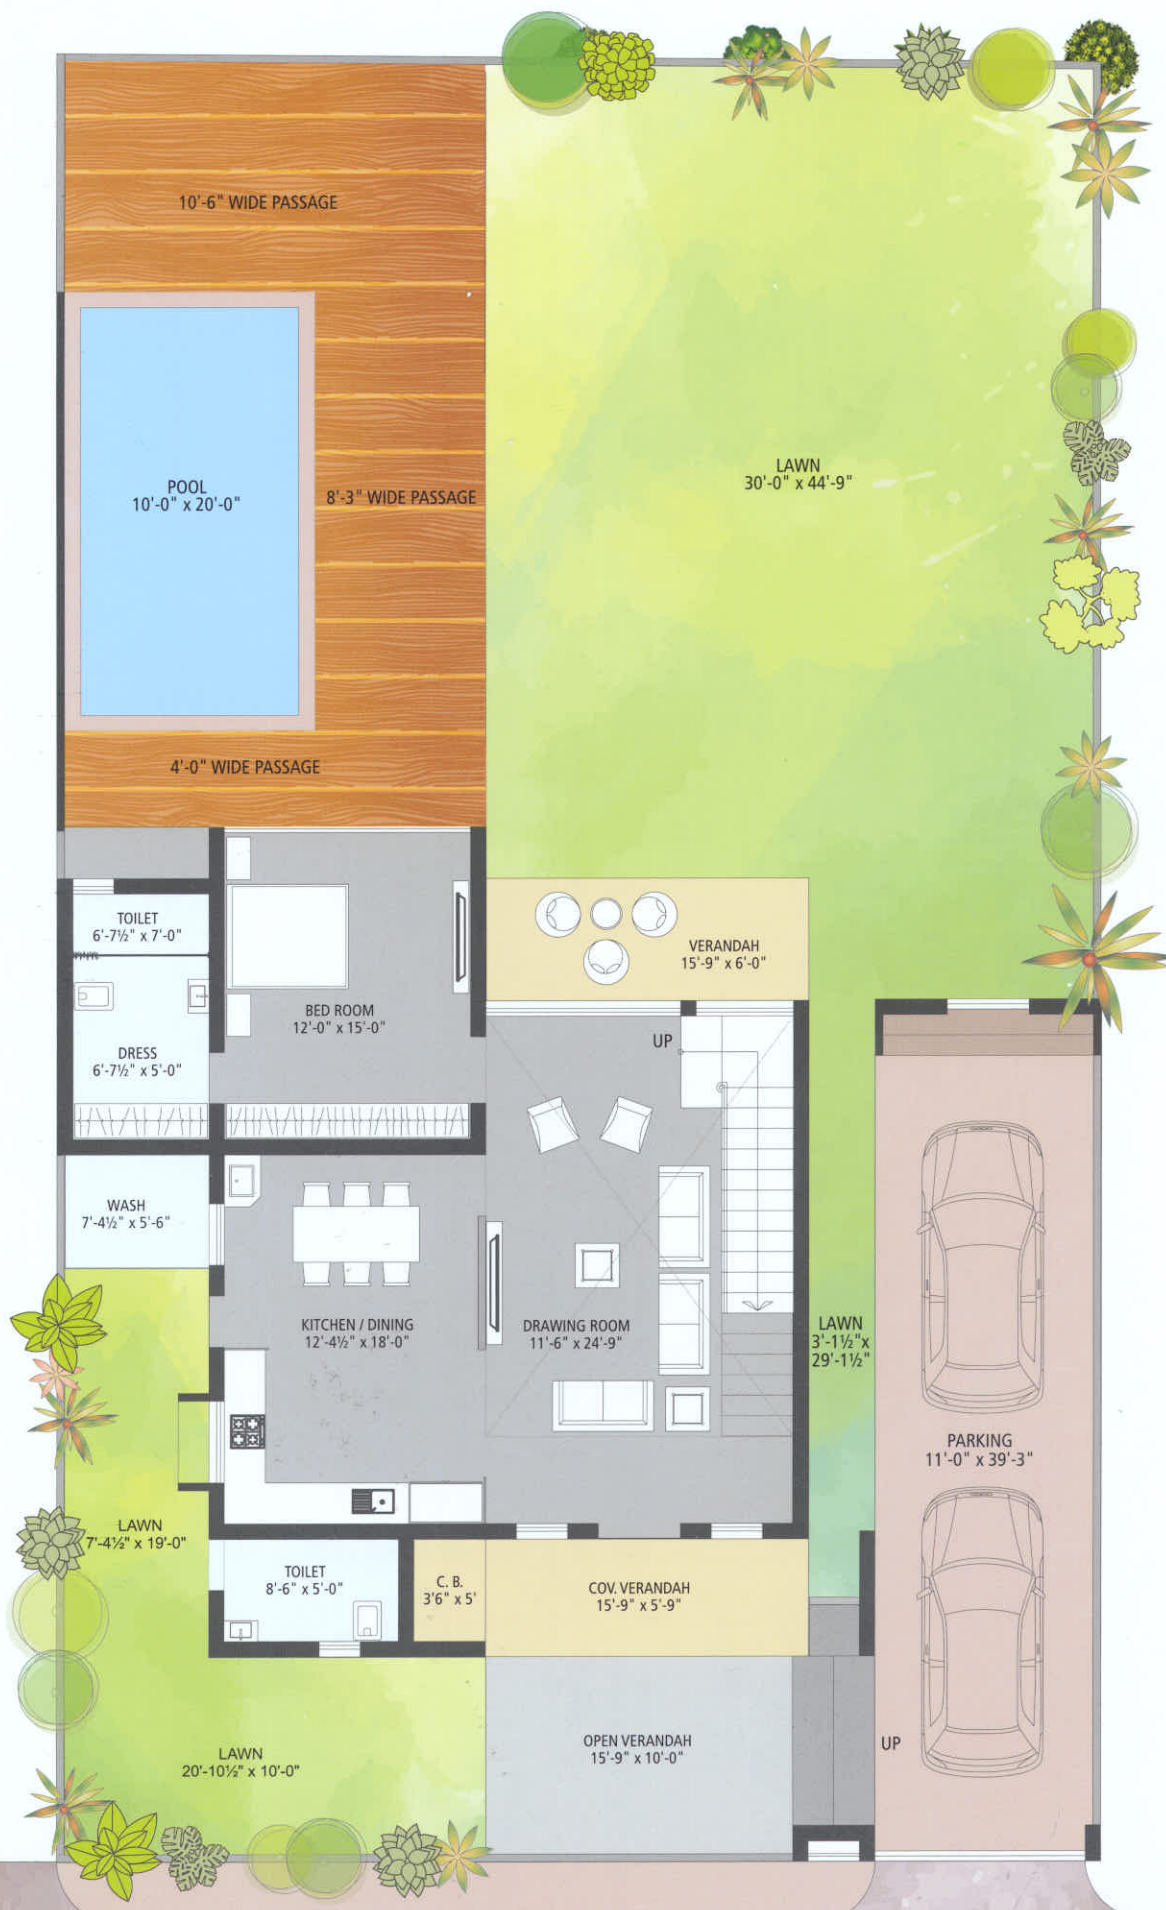 10'-6" WIDE PASSAGE
POOL
10'-0" x 20'-0"
8'-3" WIDE PASSAGE
LAWN
30'-0" x 44'-9"
4'-0" WIDE PASSAGE
TOILET
6'-7½" x 7'-0"
VERANDAH
15'-9" x 6'-0"
BED ROOM
12'-0" x 15'-0"
UP
DRESS
6'-7½" x 5'-0"
WASH
7'-4½" x 5'-6"
KITCHEN / DINING
12'-4½" x 18'-0"
DRAWING ROOM
11'-6" x 24'-9"
LAWN
3'-1½"x
29'-1½"
PARKING
11'-0" x 39'-3"
LAWN
7'-4½" x 19'-0"
TOILET
8'-6" x 5'-0"
C. B.
3'6" x 5'
COV. VERANDAH
15'-9" x 5'-9"
OPEN VERANDAH
15'-9" x 10'-0"
UP
LAWN
20'-10½" x 10'-0"